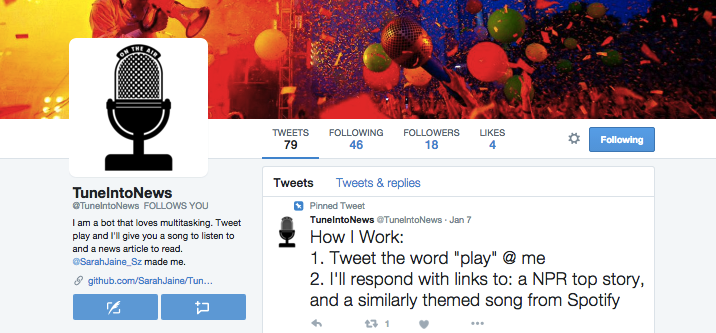 ON THE AIR
TWEETS FOLLOWING FOLLOWERS LIKES
79 46 18 4
Following
TuneIntoNews
@TuneIntoNews FOLLOWS YOU
I am a bot that loves multitasking. Tweet
play and I'll give you a song to listen to
and a news article to read.
@SarahJaine_Sz made me.
github.com/SarahJaine/Tun...
Tweets Tweets & replies
Pinned Tweet
TuneIntoNews @TuneIntoNews · Jan 7
How I Work:
1. Tweet the word "play" @ me
2. I'll respond with links to: a NPR top story,
and a similarly themed song from Spotify
1